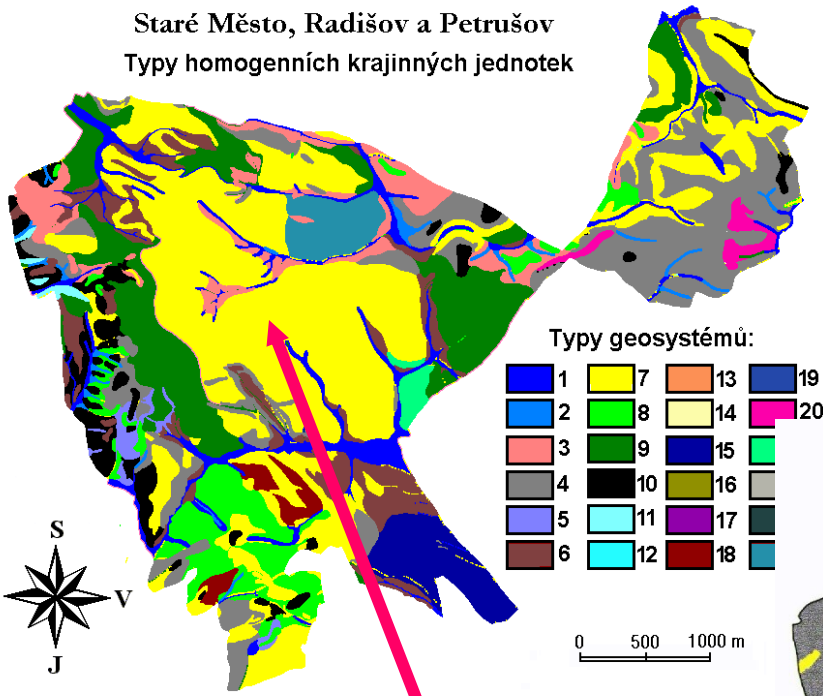 Staré Město, Radišov a Petrušov
Typy homogenních krajinných jednotek
Typy geosystémů:
1 7 13 19
2 8 14 20
3 9 15
4 10 16
5 11 17
6 12 18
S
V
J
0 500 1000 m